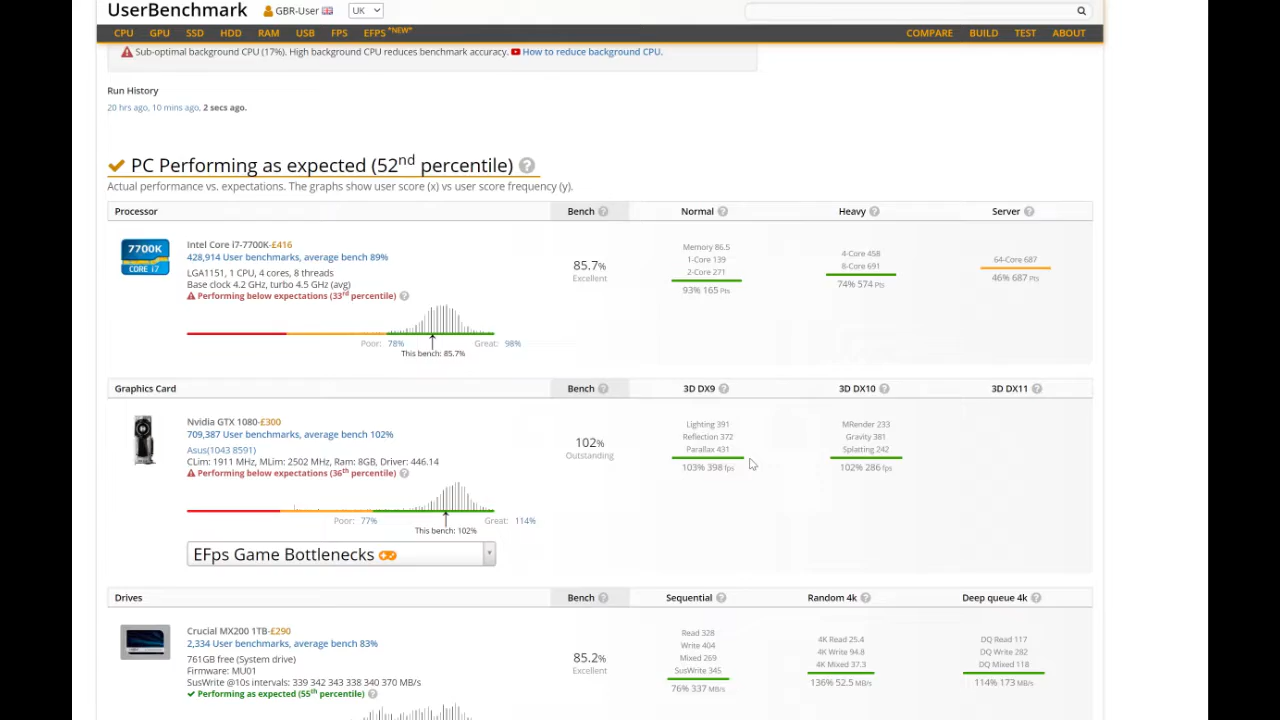 UserBenchmark GBR-User UK
CPU GPU SSD HDD RAM USB FPS EFPS *NEW* COMPARE BUILD TEST ABOUT
Sub-optimal background CPU (17%). High background CPU reduces benchmark accuracy. How to reduce background CPU.
Run History
20 hrs ago, 10 mins ago, 2 secs ago.
PC Performing as expected (52nd percentile) ?
Actual performance vs. expectations. The graphs show user score (x) vs user score frequency (y).
Processor Bench ? Normal ? Heavy ? Server ?
7700K
CORE i7
Intel Core i7-7700K-£416
428,914 User benchmarks, average bench 89%
LGA1151, 1 CPU, 4 cores, 8 threads
Base clock 4.2 GHz, turbo 4.5 GHz (avg)
Performing below expectations (33rd percentile) ?
Poor: 78% Great: 98%
This bench: 85.7%
85.7%
Excellent
Memory 86.5
1-Core 139
2-Core 271
93% 165 Pts
4-Core 458
8-Core 691
74% 574 Pts
64-Core 687
46% 687 Pts
Graphics Card Bench ? 3D DX9 ? 3D DX10 ? 3D DX11 ?
Nvidia GTX 1080-£300
709,387 User benchmarks, average bench 102%
Asus(1043 8591)
CLim: 1911 MHz, MLim: 2502 MHz, Ram: 8GB, Driver: 446.14
Performing below expectations (36th percentile) ?
Poor: 77% Great: 114%
This bench: 102%
102%
Outstanding
Lighting 391
Reflection 372
Parallax 431
103% 398 fps
MRender 233
Gravity 381
Splatting 242
102% 286 fps
EFps Game Bottlenecks
Drives Bench ? Sequential ? Random 4k ? Deep queue 4k ?
Crucial MX200 1TB-£290
2,334 User benchmarks, average bench 83%
761GB free (System drive)
Firmware: MU01
SusWrite @10s intervals: 339 342 343 338 340 370 MB/s
Performing as expected (55th percentile) ?
85.2%
Excellent
Read 328
Write 404
Mixed 269
SusWrite 345
76% 337 MB/s
4K Read 25.4
4K Write 94.8
4K Mixed 37.3
136% 52.5 MB/s
DQ Read 117
DQ Write 282
DQ Mixed 118
114% 173 MB/s